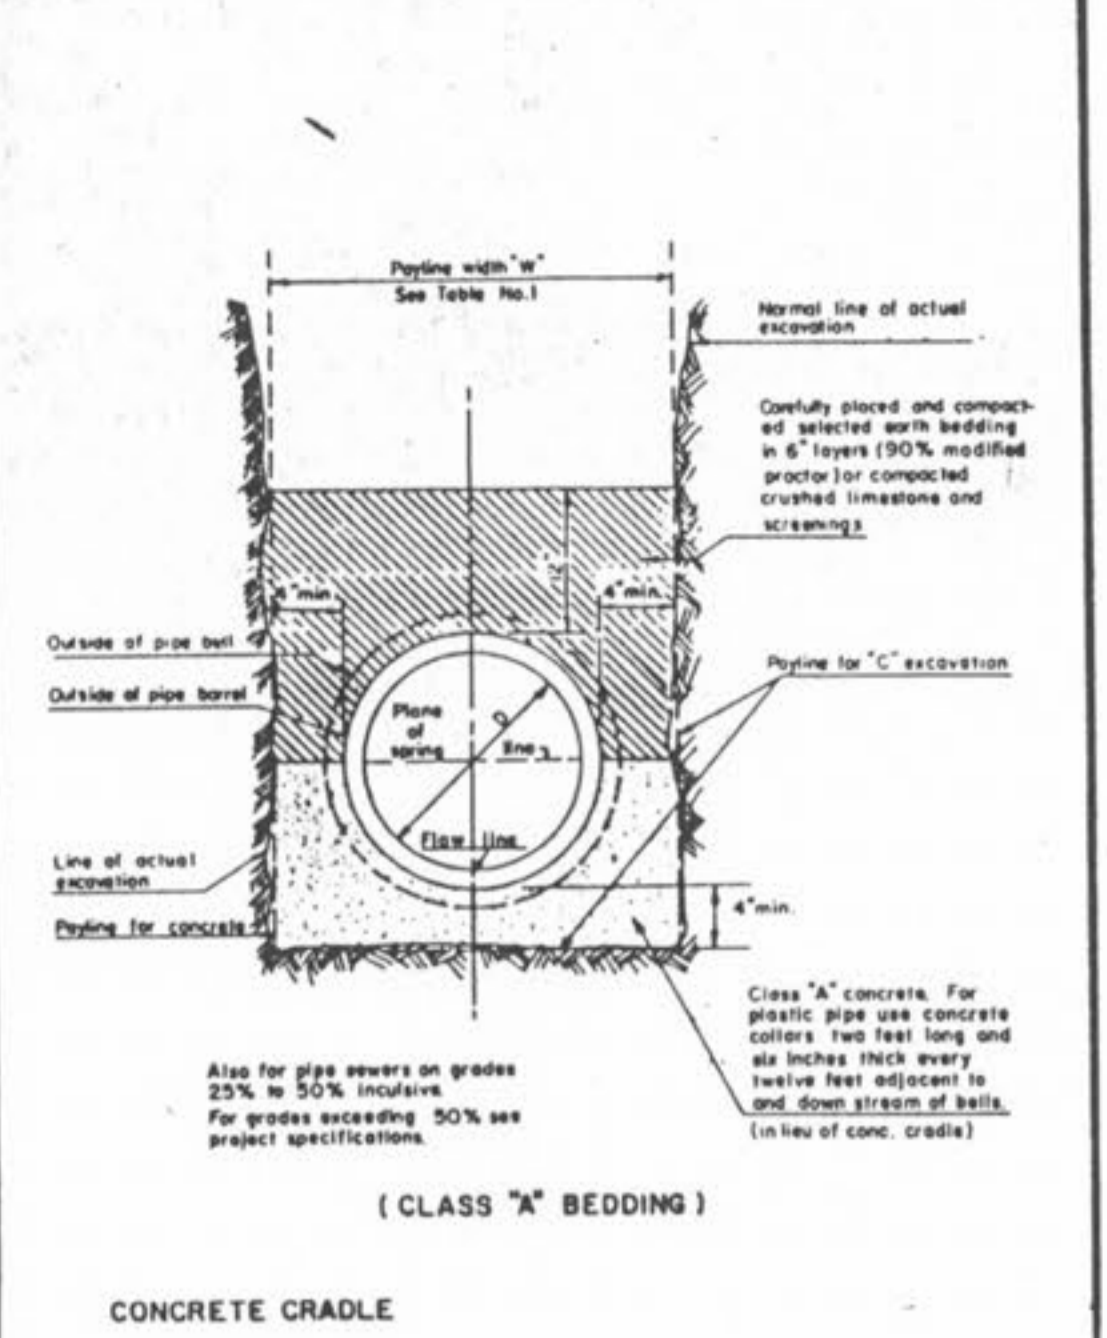 Payline width "W"
See Table No.1
Normal line of actual
excavation
Carefully placed and compact-
ed selected earth bedding
in 6" layers (90% modified
proctor) or compacted
crushed limestone and
screenings
12"
4"min.
4"min.
Outside of pipe bell
Outside of pipe barrel
Payline for "C" excavation
Plane
of
spring
line
D
Flow line
Line of actual
excavation
Payline for concrete
4"min.
Class "A" concrete. For
plastic pipe use concrete
collars two feet long and
six inches thick every
twelve feet adjacent to
and down stream of bells.
(in lieu of conc. cradle)
Also for pipe sewers on grades
25% to 50% inculsive.
For grades exceeding 50% see
project specifications.
( CLASS "A" BEDDING )
CONCRETE CRADLE